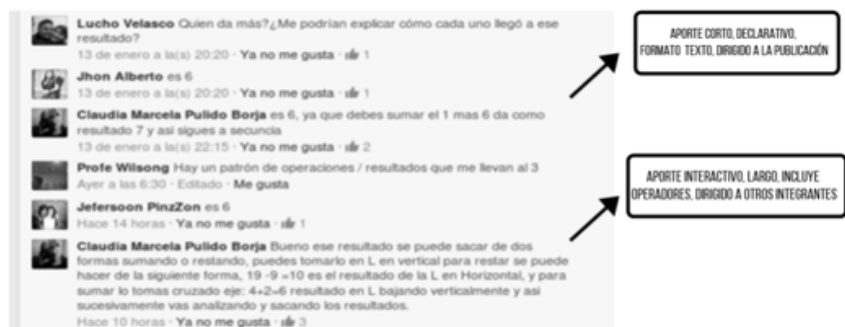 Lucho Velasco Quien da más?¿Me podrían explicar cómo cada uno llegó a ese
resultado?
13 de enero a la(s) 20:20 · Ya no me gusta · 1
Jhon Alberto es 6
13 de enero a la(s) 20:20 · Ya no me gusta · 1
Claudia Marcela Pulido Borja es 6, ya que debes sumar el 1 mas 6 da como
resultado 7 y asi sigues a secuncia
13 de enero a la(s) 22:15 · Ya no me gusta · 2
Profe Wilsong Hay un patrón de operaciones / resultados que me llevan al 3
Ayer a las 6:30 · Editado · Me gusta
Jefersoon PinzZon es 6
Hace 14 horas · Ya no me gusta · 1
Claudia Marcela Pulido Borja Bueno ese resultado se puede sacar de dos
formas sumando o restando, puedes tomarlo en L en vertical para restar se puede
hacer de la siguiente forma, 19 -9 =10 es el resultado de la L en Horizontal, y para
sumar lo tomas cruzado eje: 4+2=6 resultado en L bajando verticalmente y asi
sucesivamente vas analizando y sacando los resultados.
Hace 10 horas · Ya no me gusta · 3
APORTE CORTO, DECLARATIVO,
FORMATO TEXTO, DIRIGIDO A LA PUBLICACIÓN
APORTE INTERACTIVO, LARGO, INCLUYE
OPERADORES, DIRIGIDO A OTROS INTEGRANTES